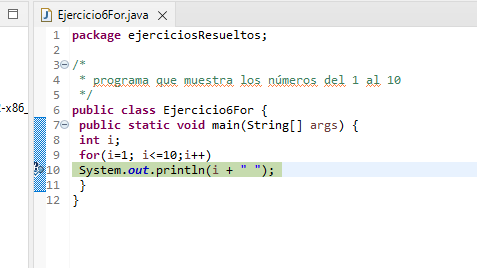 Ejercicio6For.java
1 package ejerciciosResueltos;
2
3 /*
4 * programa que muestra los números del 1 al 10
5 */
6 public class Ejercicio6For {
7 public static void main(String[] args) {
8 int i;
9 for(i=1; i<=10;i++)
10 System.out.println(i + " ");
11 }
12 }
-x86_